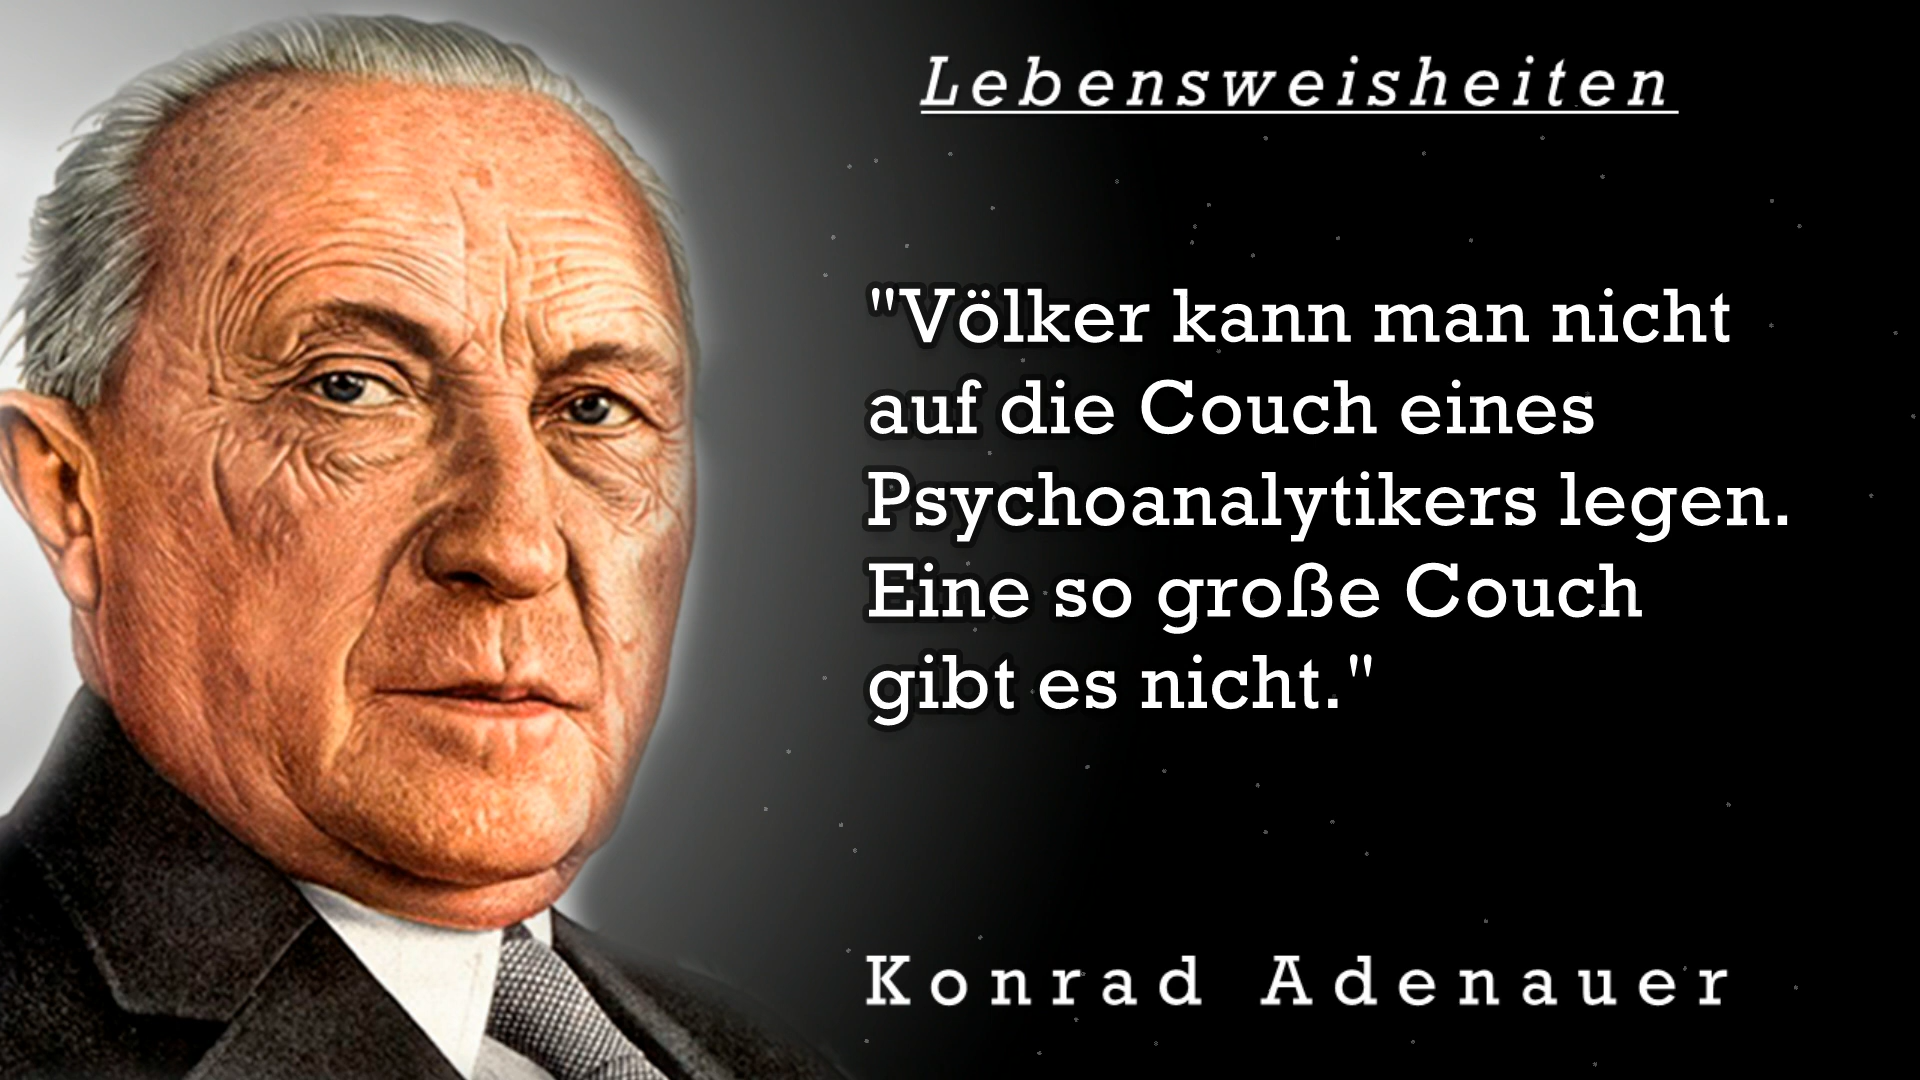 Lebensweisheiten
"Völker kann man nicht
auf die Couch eines
Psychoanalytikers legen.
Eine so große Couch
gibt es nicht."
Konrad Adenauer